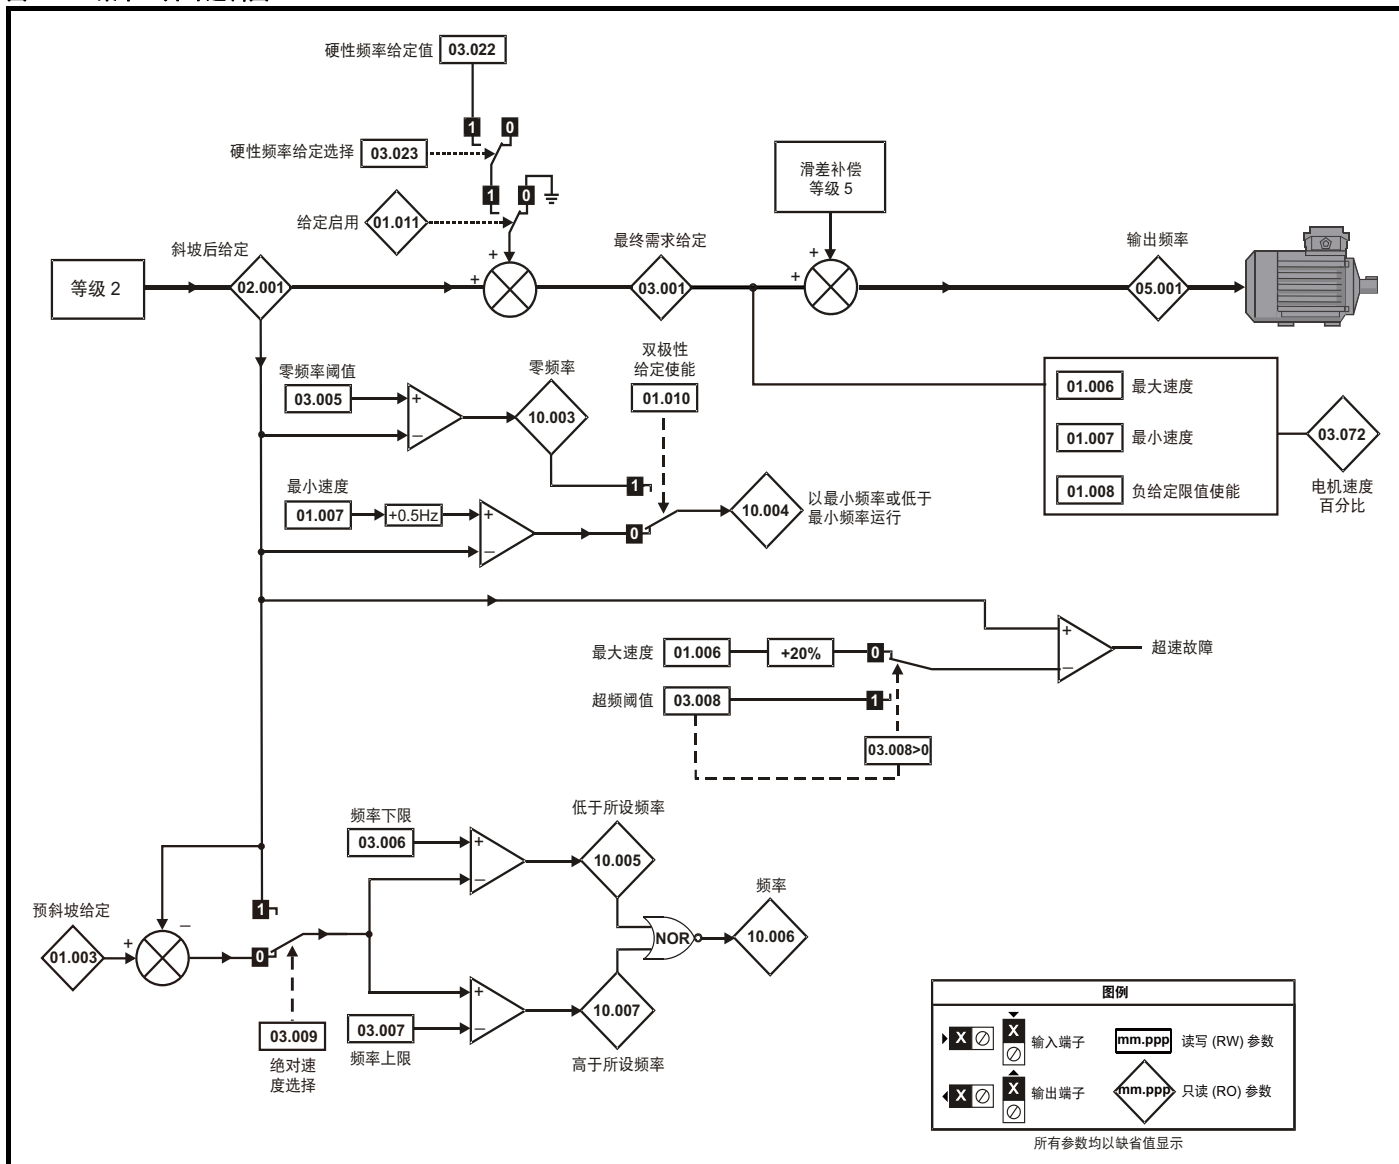 硬性频率给定值
03.022
1
0
硬性频率给定选择
03.023
1
0
给定启用
01.011
滑差补偿
等级 5
斜坡后给定
最终需求给定
输出频率
等级 2
02.001
+
+
03.001
+
+
05.001
零频率阈值
03.005
+
–
零频率
10.003
双极性
给定使能
01.010
01.006
最大速度
01.007
最小速度
01.008
负给定限值使能
03.072
电机速度
百分比
最小速度
01.007
+0.5Hz
+
–
1
0
10.004
以最小频率或低于
最小频率运行
最大速度
01.006
+20%
0
+
–
超速故障
超频阈值
03.008
1
03.008>0
频率下限
03.006
+
–
低于所设频率
10.005
频率
预斜坡给定
01.003
+
–
1
0
NOR
10.006
03.009
绝对速
度选择
03.007
频率上限
+
–
10.007
高于所设频率
图例
X
X
输入端子
mm.ppp
读写 (RW) 参数
X
X
输出端子
mm.ppp
只读 (RO) 参数
所有参数均以缺省值显示